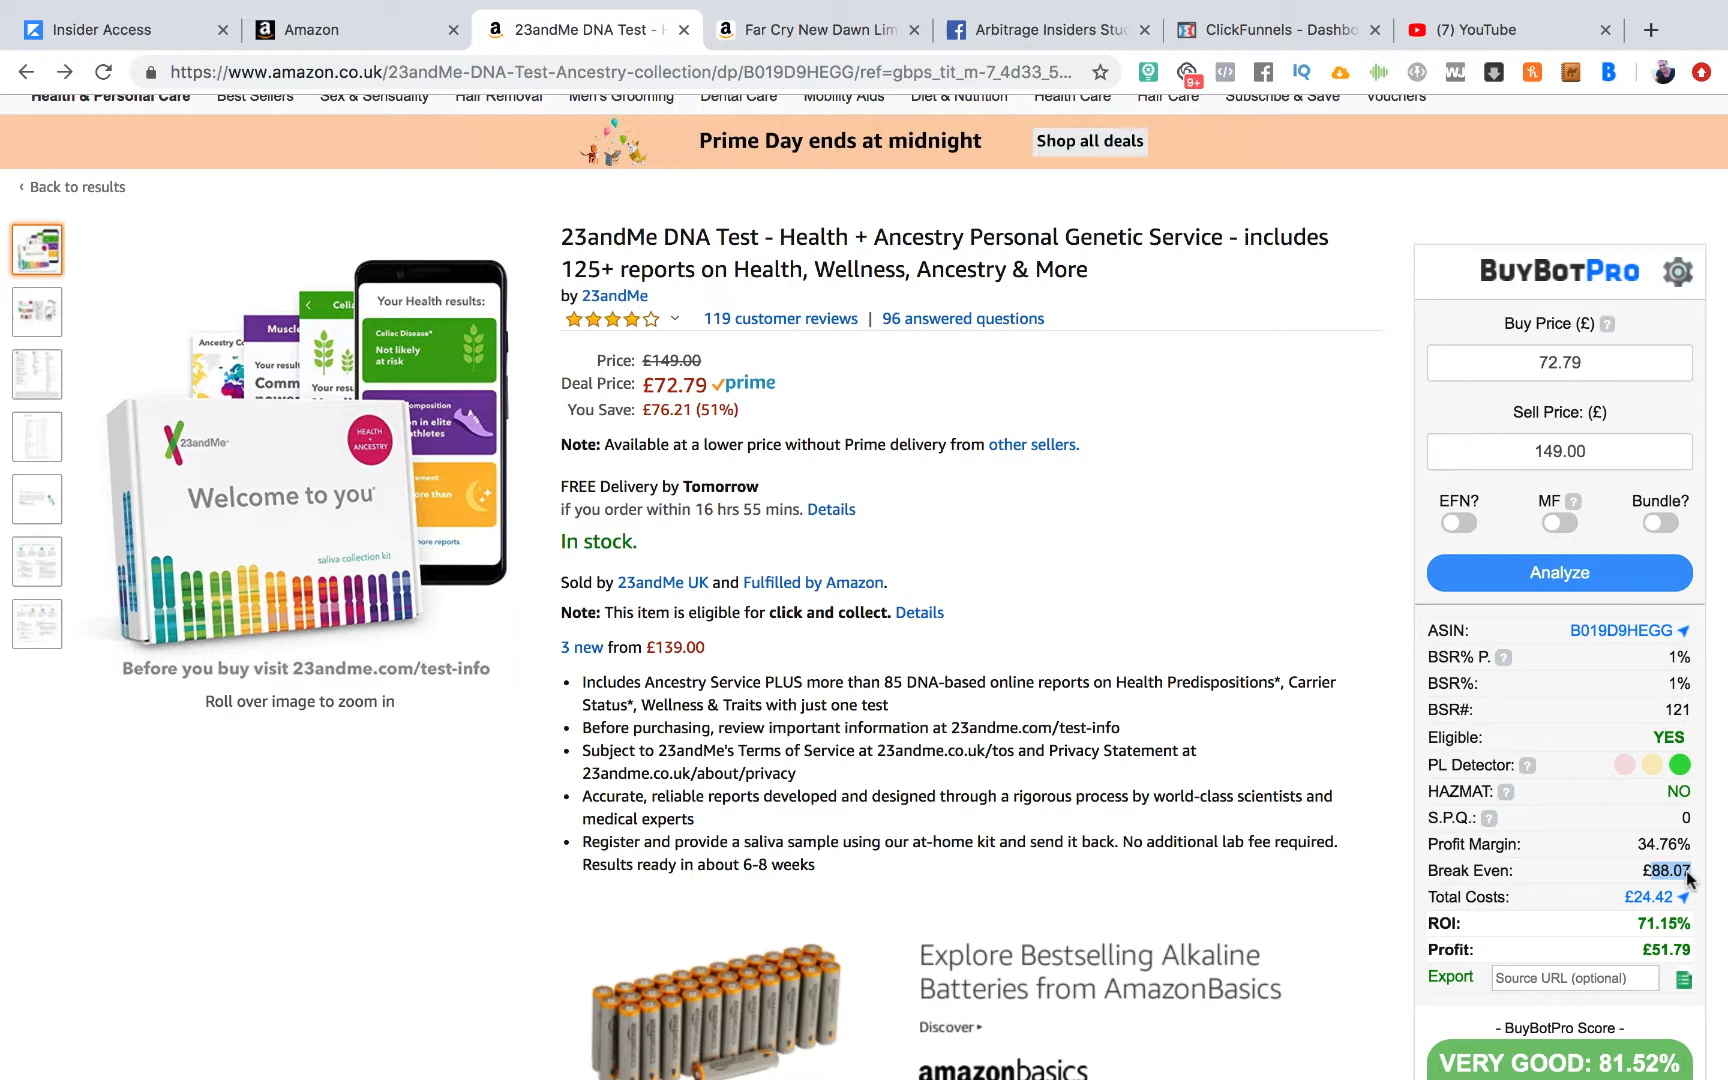 Insider Access
Amazon
23andMe DNA Test - H
Far Cry New Dawn Lim
Arbitrage Insiders Stud
ClickFunnels - Dashbo
(7) YouTube
https://www.amazon.co.uk/23andMe-DNA-Test-Ancestry-collection/dp/B019D9HEGG/ref=gbps_tit_m-7_4d33_5...
Health & Personal Care Best Sellers Sex & Sensuality Hair Removal Men's Grooming Dental Care Mobility Aids Diet & Nutrition Health Care Hair Care Subscribe & Save Vouchers
Prime Day ends at midnight
Shop all deals
‹ Back to results
23andMe DNA Test - Health + Ancestry Personal Genetic Service - includes
125+ reports on Health, Wellness, Ancestry & More
by 23andMe
119 customer reviews | 96 answered questions
Price: £149.00
Deal Price: £72.79 prime
You Save: £76.21 (51%)
Note: Available at a lower price without Prime delivery from other sellers.
FREE Delivery by Tomorrow
if you order within 16 hrs 55 mins. Details
In stock.
Sold by 23andMe UK and Fulfilled by Amazon.
Note: This item is eligible for click and collect. Details
3 new from £139.00
• Includes Ancestry Service PLUS more than 85 DNA-based online reports on Health Predispositions*, Carrier
Status*, Wellness & Traits with just one test
• Before purchasing, review important information at 23andme.com/test-info
• Subject to 23andMe's Terms of Service at 23andme.co.uk/tos and Privacy Statement at
23andme.co.uk/about/privacy
• Accurate, reliable reports developed and designed through a rigorous process by world-class scientists and
medical experts
• Register and provide a saliva sample using our at-home kit and send it back. No additional lab fee required.
Results ready in about 6-8 weeks
Your Health results:
Celiac Disease*
Not likely
at risk
Ancestry Co
Muscle
Celi
Your resul
Comm
Your resu
omposition
n in elite
thletes
ement
ore than
ore reports
23andMe
HEALTH
+
ANCESTRY
Welcome to you
saliva collection kit
Before you buy visit 23andme.com/test-info
Roll over image to zoom in
Explore Bestselling Alkaline
Batteries from AmazonBasics
Discover
amazonbasics
BUYBOTPRO
Buy Price (£) ?
72.79
Sell Price: (£)
149.00
EFN? MF ? Bundle?
Analyze
ASIN: B019D9HEGG
BSR% P. ? 1%
BSR%: 1%
BSR#: 121
Eligible: YES
PL Detector: ?
HAZMAT: ? NO
S.P.Q.: ? 0
Profit Margin: 34.76%
Break Even: £88.07
Total Costs: £24.42
ROI: 71.15%
Profit: £51.79
Export Source URL (optional)
- BuyBotPro Score -
VERY GOOD: 81.52%